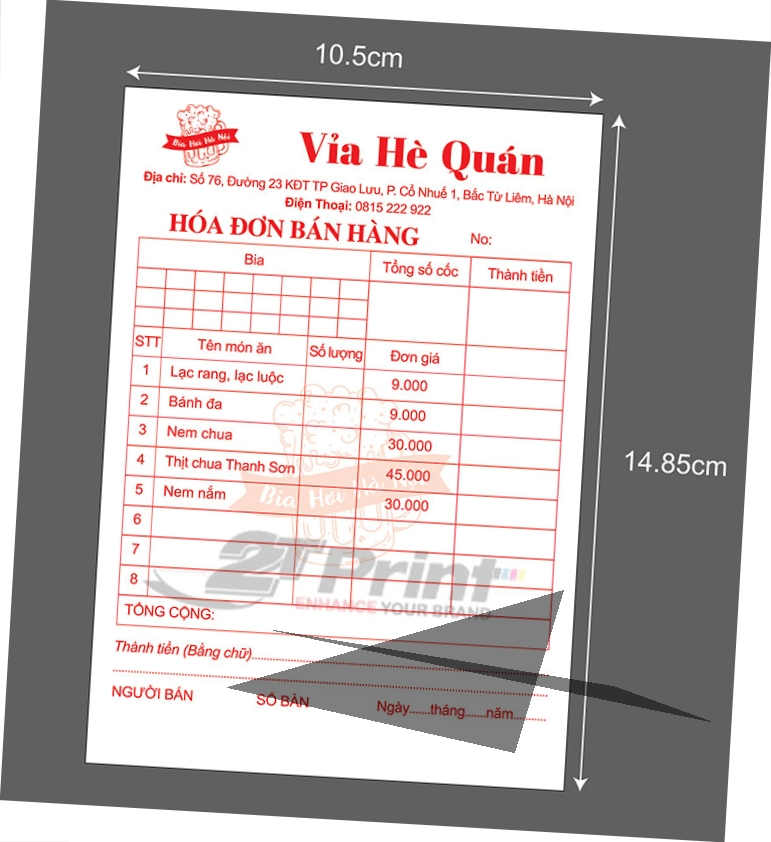 10.5cm
Bia Hơi Hà Nội
Vỉa Hè Quán
Địa chỉ: Số 76, Đường 23 KĐT TP Giao Lưu, P. Cổ Nhuế 1, Bắc Từ Liêm, Hà Nội
Điện Thoại: 0815 222 922
HÓA ĐƠN BÁN HÀNG No:
Bia Tổng số cốc Thành tiền
STT Tên món ăn Số lượng Đơn giá
1 Lạc rang, lạc luộc 9.000
2 Bánh đa 9.000
3 Nem chua 30.000
4 Thịt chua Thanh Sơn 45.000
5 Nem nắm 30.000
6
7
8
Bia Hơi Hà Nội
2T Print
ENHANCE YOUR BRAND
TỔNG CỘNG:
Thành tiền (Bằng chữ)
NGƯỜI BÁN SỐ BÀN Ngày......tháng......năm.........
14.85cm